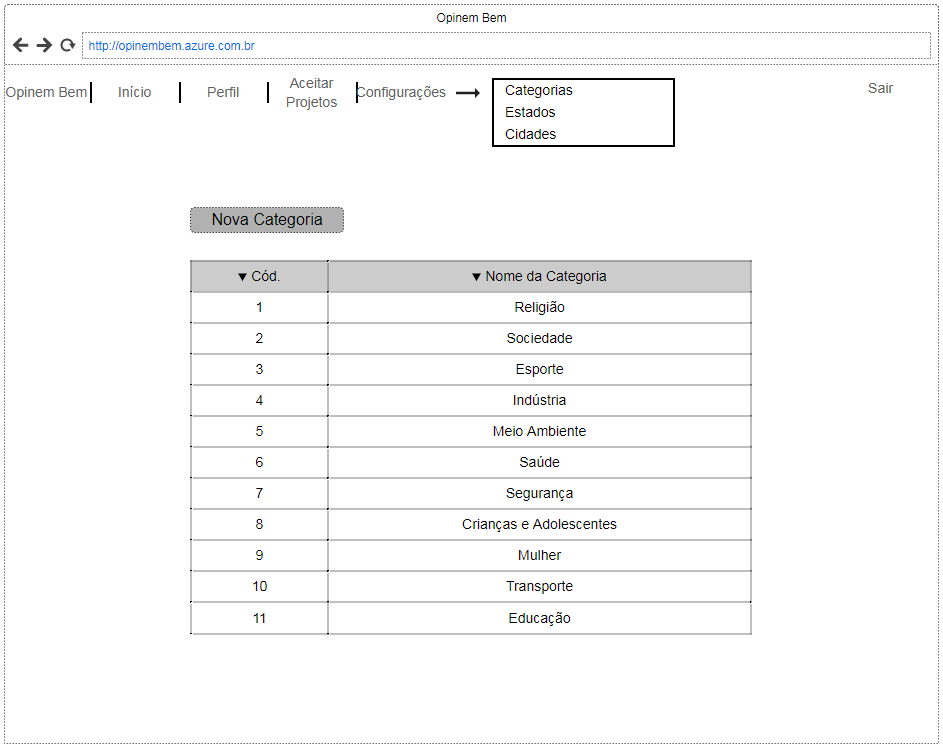 Opinem Bem
http://opinembem.azure.com.br
Opinem Bem
Início
Perfil
Aceitar
Projetos
Configurações
Categorias
Estados
Cidades
Sair
Nova Categoria
▼ Cód. ▼ Nome da Categoria
1 Religião
2 Sociedade
3 Esporte
4 Indústria
5 Meio Ambiente
6 Saúde
7 Segurança
8 Crianças e Adolescentes
9 Mulher
10 Transporte
11 Educação